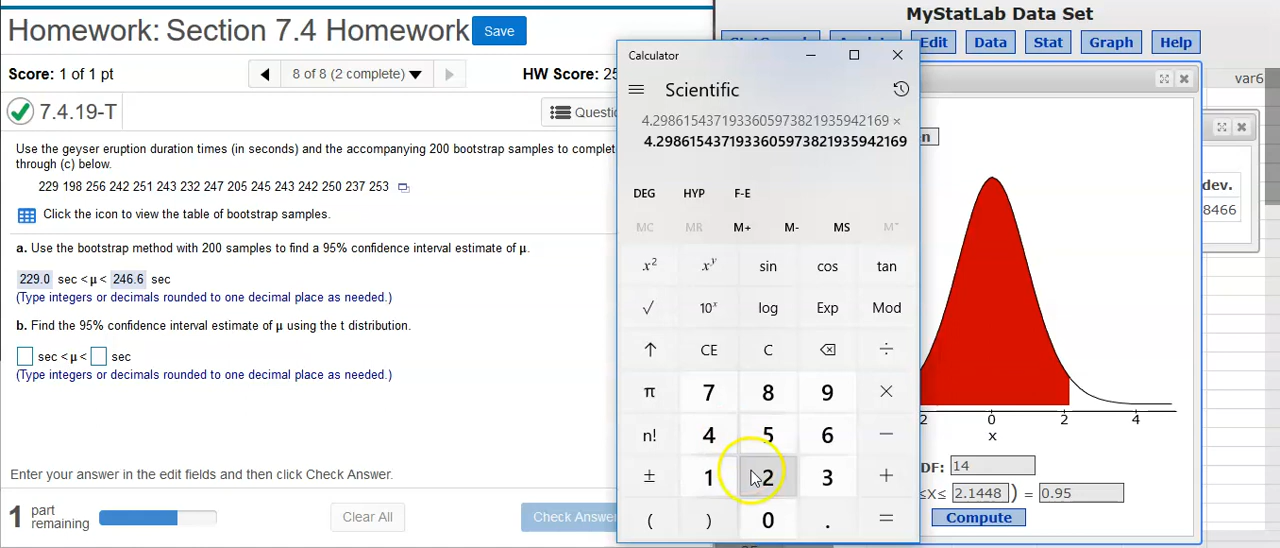 MyStatLab Data Set
Homework: Section 7.4 Homework Save
Edit Data Stat Graph Help
Score: 1 of 1 pt 8 of 8 (2 complete) HW Score: 25
7.4.19-T
Use the geyser eruption duration times (in seconds) and the accompanying 200 bootstrap samples to complet
through (c) below.
229 198 256 242 251 243 232 247 205 245 243 242 250 237 253
Click the icon to view the table of bootstrap samples.
a. Use the bootstrap method with 200 samples to find a 95% confidence interval estimate of μ.
229.0 sec < μ < 246.6 sec
(Type integers or decimals rounded to one decimal place as needed.)
b. Find the 95% confidence interval estimate of μ using the t distribution.
sec < μ < sec
(Type integers or decimals rounded to one decimal place as needed.)
Enter your answer in the edit fields and then click Check Answer.
1 part remaining
Clear All
Check Answe
Calculator
Scientific
4.2986154371933605973821935942169 ×
4.2986154371933605973821935942169
DEG HYP F-E
MC MR M+ M- MS M˅
x² xʸ sin cos tan
√ 10ˣ log Exp Mod
↑ CE C ⌫ ÷
π 7 8 9 ×
n! 4 5 6 −
± 1 2 3 +
( ) 0 . =
var6
dev.
8466
2 0 2 4
x
DF: 14
≤X≤ 2.1448 ) = 0.95
Compute